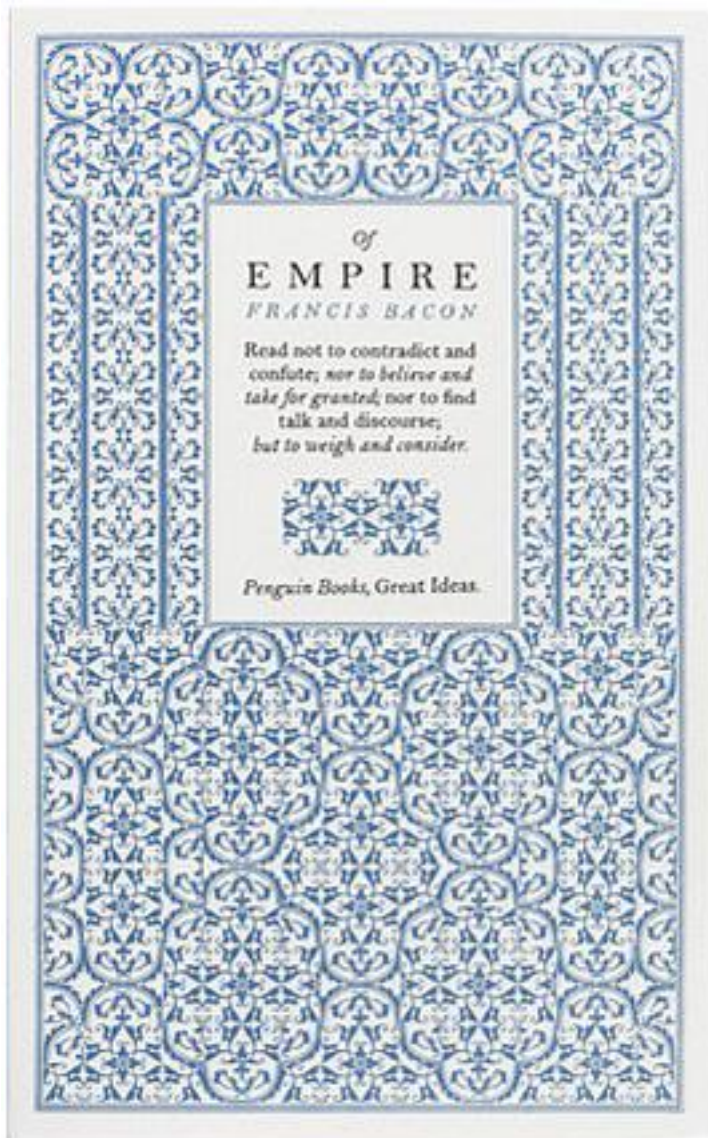 Of
EMPIRE
FRANCIS BACON
Read not to contradict and
confute; nor to believe and
take for granted; nor to find
talk and discourse;
but to weigh and consider.
Penguin Books, Great Ideas.